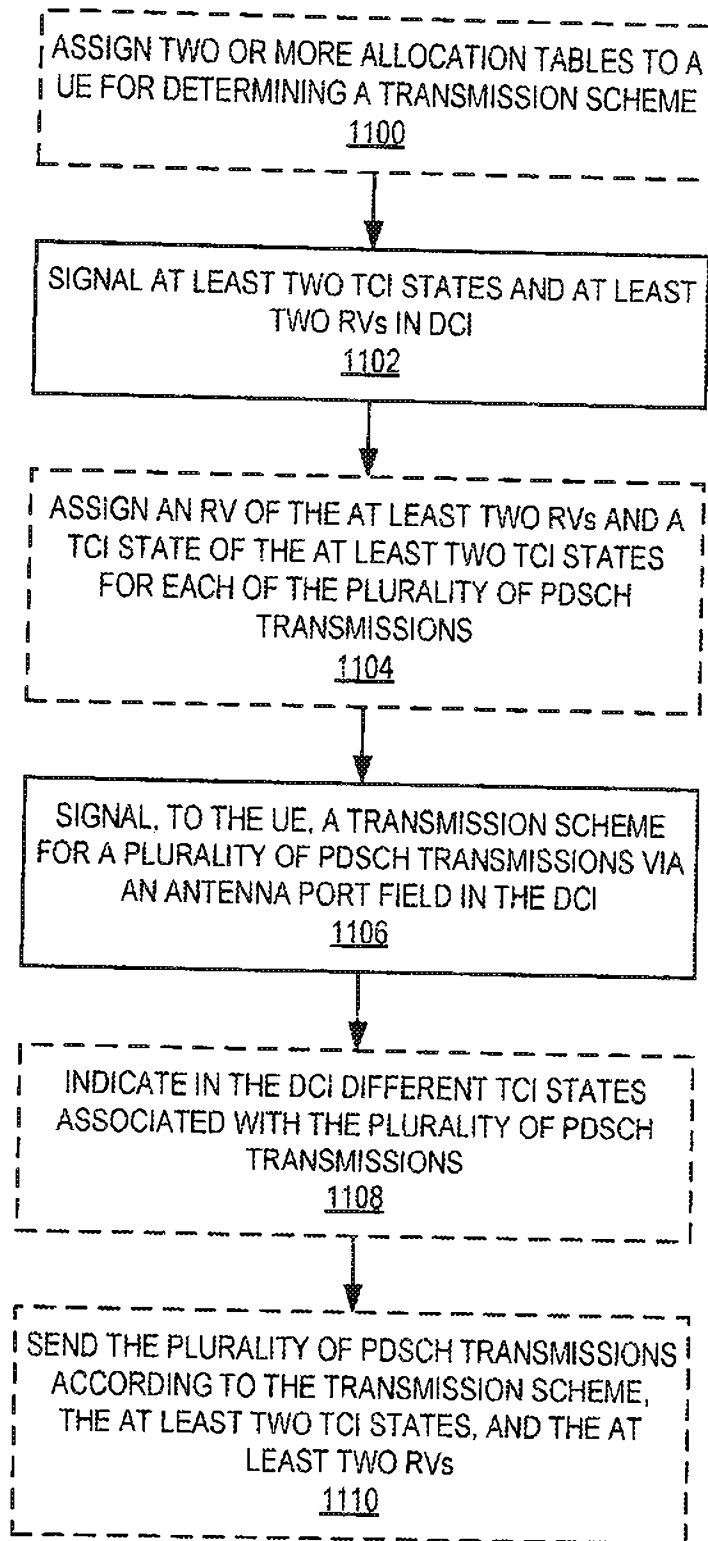 ASSIGN TWO OR MORE ALLOCATION TABLES TO A
UE FOR DETERMINING A TRANSMISSION SCHEME
1100
SIGNAL AT LEAST TWO TCI STATES AND AT LEAST
TWO RVs IN DCI
1102
ASSIGN AN RV OF THE AT LEAST TWO RVs AND A
TCI STATE OF THE AT LEAST TWO TCI STATES
FOR EACH OF THE PLURALITY OF PDSCH
TRANSMISSIONS
1104
SIGNAL, TO THE UE, A TRANSMISSION SCHEME
FOR A PLURALITY OF PDSCH TRANSMISSIONS VIA
AN ANTENNA PORT FIELD IN THE DCI
1106
INDICATE IN THE DCI DIFFERENT TCI STATES
ASSOCIATED WITH THE PLURALITY OF PDSCH
TRANSMISSIONS
1108
SEND THE PLURALITY OF PDSCH TRANSMISSIONS
ACCORDING TO THE TRANSMISSION SCHEME,
THE AT LEAST TWO TCI STATES, AND THE AT
LEAST TWO RVs
1110